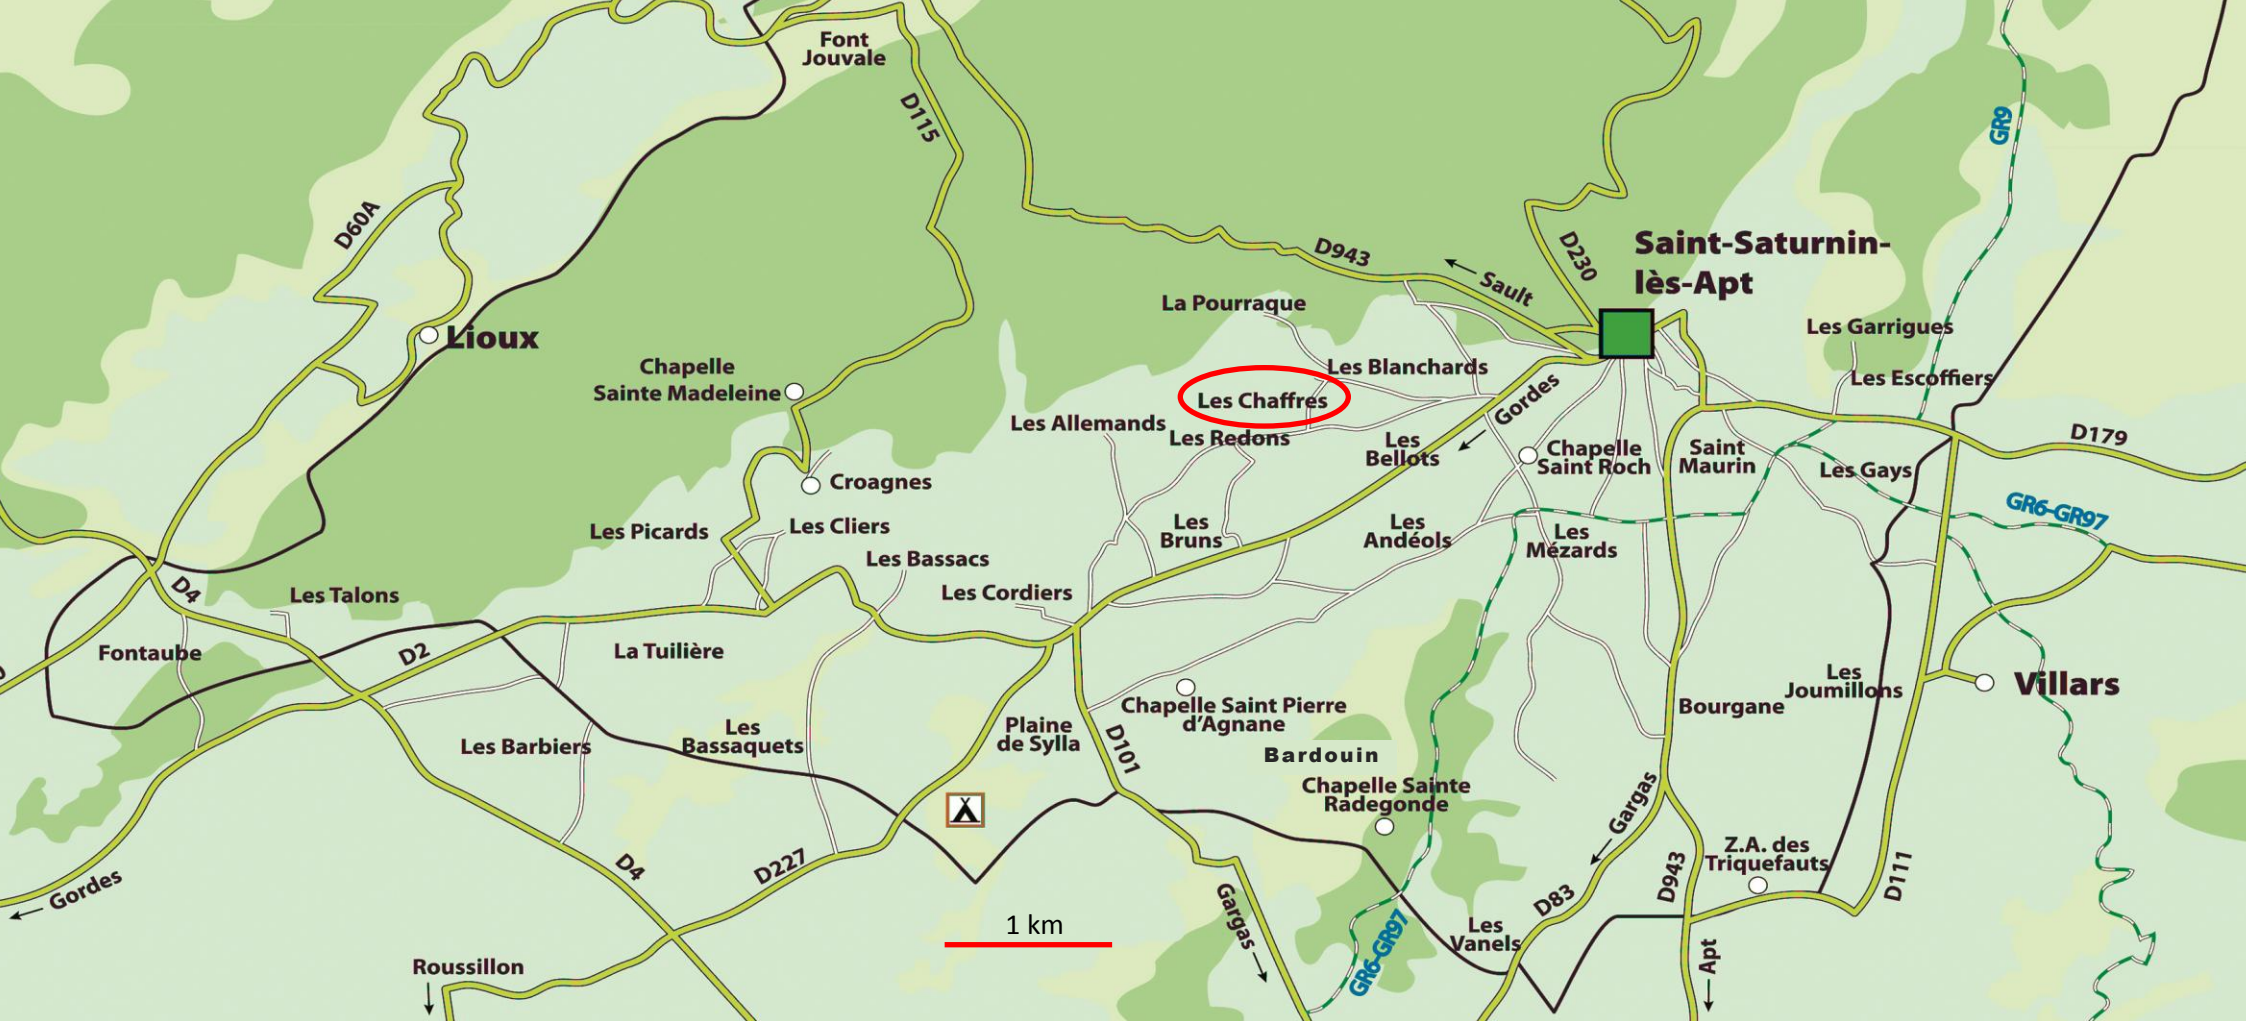 Font
Jouvale
D115
GR9
D60A
D943
Sault
D230
Saint-Saturnin-
lès-Apt
La Pourraque
Lioux
Les Garrigues
Chapelle
Sainte Madeleine
Les Blanchards
Les Escoffiers
Les Chaffres
Gordes
Les Allemands
Les Redons
Les
Bellots
Chapelle
Saint Roch
Saint
Maurin
D179
Les Gays
Croagnes
GR6-GR97
Les Picards
Les Cliers
Les
Bruns
Les
Andéols
Les
Mézards
Les Bassacs
D4
Les Talons
Les Cordiers
Fontaube
D2
La Tuilière
Les
Joumillons
Villars
Chapelle Saint Pierre
d'Agnane
Bourgane
Les Barbiers
Les
Bassaquets
Plaine
de Sylla
D101
Bardouin
Chapelle Sainte
Radegonde
Gargas
Z.A. des
Triquefauts
D4
D227
D943
D111
Gordes
D83
1 km
Gargas
GR6-GR97
Les
Vanels
Apt
Roussillon